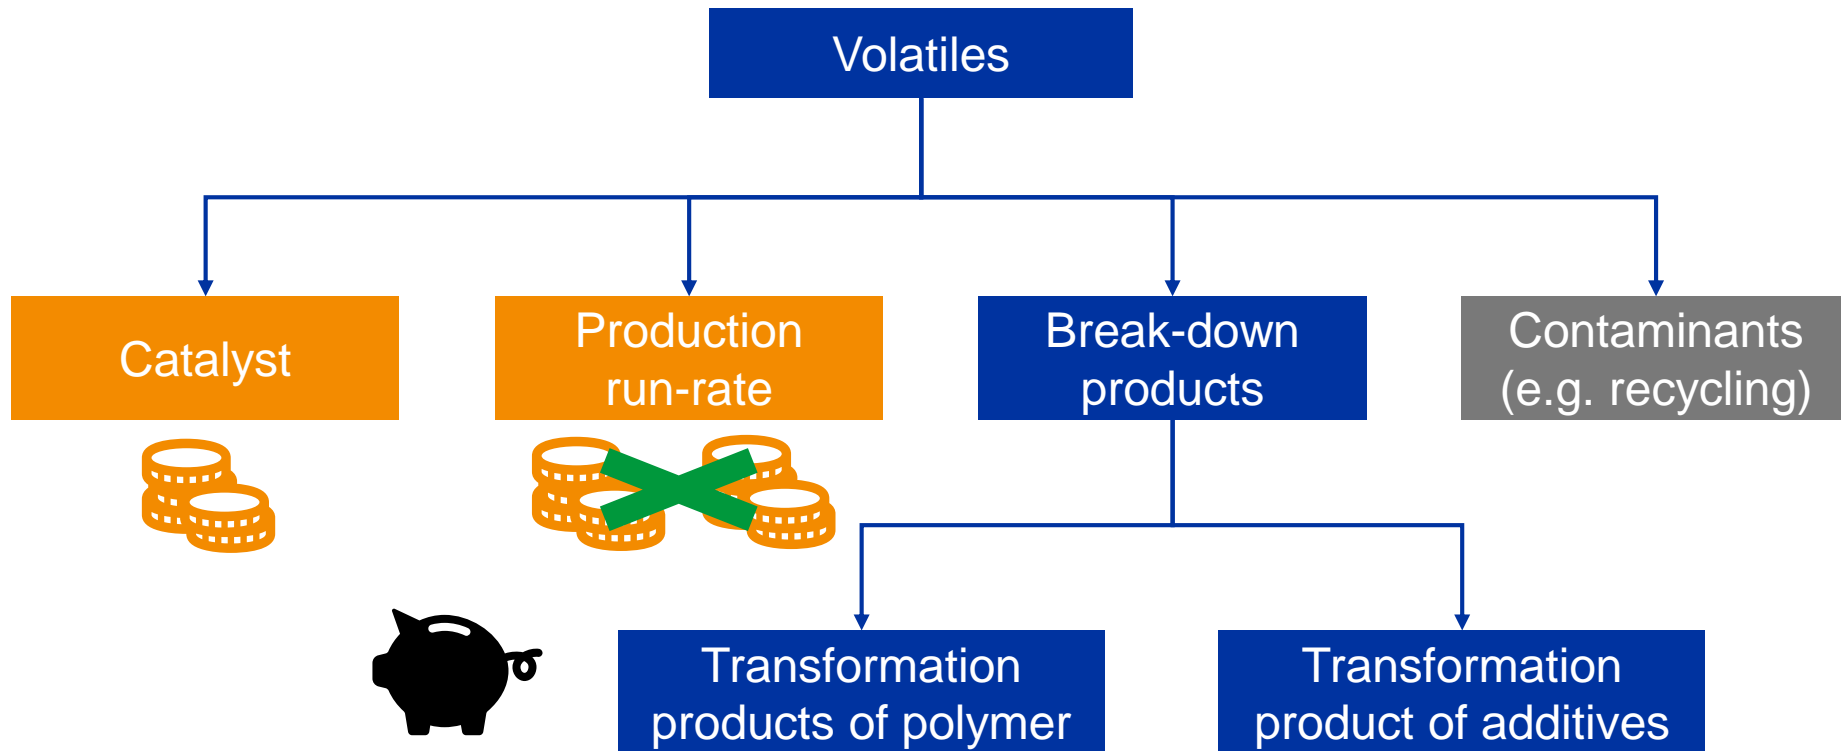 Volatiles
Catalyst
Production
run-rate
Break-down
products
Contaminants
(e.g. recycling)
Transformation
products of polymer
Transformation
product of additives